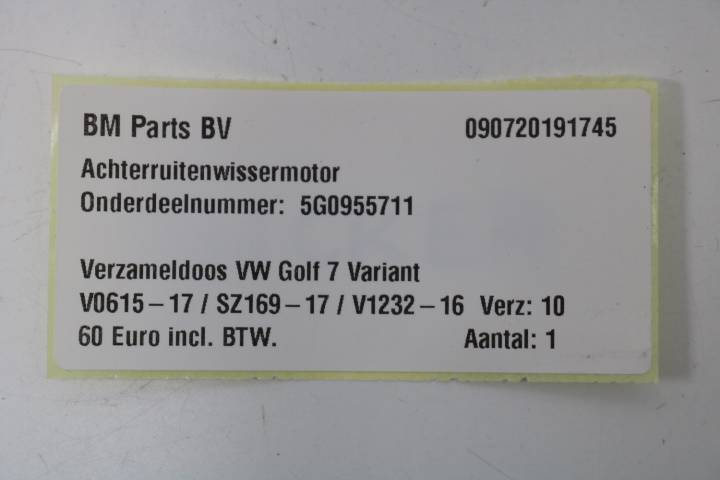 BM Parts BV 090720191745
Achterruitenwissermotor
Onderdeelnummer: 5G0955711
Verzameldoos VW Golf 7 Variant
V0615-17 / SZ169-17 / V1232-16 Verz: 10
60 Euro incl. BTW. Aantal: 1